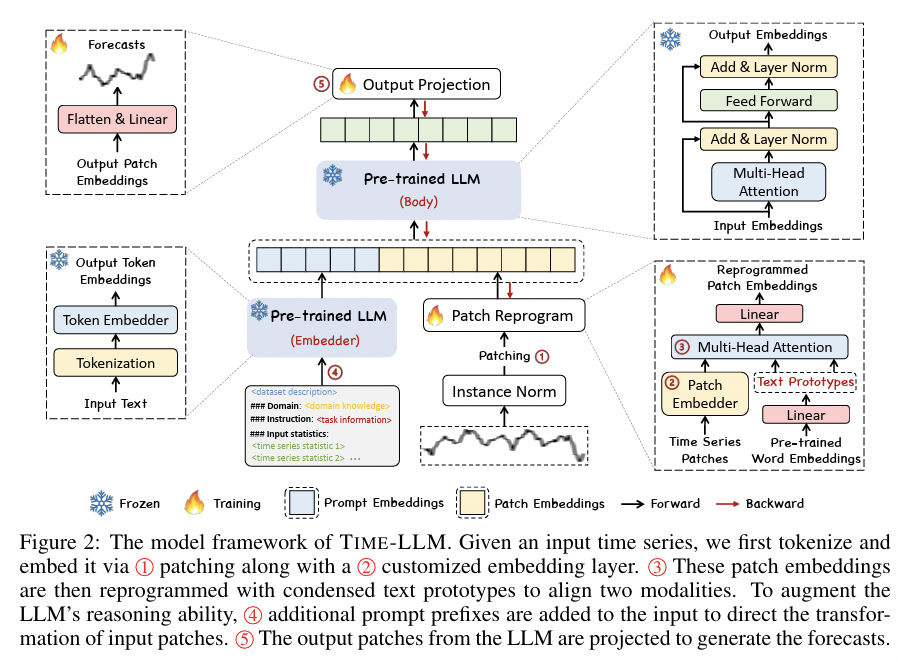 Forecasts
Flatten & Linear
Output Patch
Embeddings
⑤
Output Projection
Pre-trained LLM
(Body)
Output Embeddings
Add & Layer Norm
Feed Forward
Add & Layer Norm
Multi-Head
Attention
Input Embeddings
Output Token
Embeddings
Token Embedder
Tokenization
Input Text
Pre-trained LLM
(Embedder)
④
<dataset description>
### Domain: <domain knowledge>
### Instruction: <task information>
### Input statistics:
<time series statistic 1>
<time series statistic 2> ...
Patch Reprogram
Patching ①
Instance Norm
Reprogrammed
Patch Embeddings
Linear
③ Multi-Head Attention
② Patch
Embedder
Text Prototypes
Linear
Time Series
Patches
Pre-trained
Word Embeddings
Frozen
Training
Prompt Embeddings
Patch Embeddings
Forward
Backward
Figure 2: The model framework of TIME-LLM. Given an input time series, we first tokenize and
embed it via ① patching along with a ② customized embedding layer. ③ These patch embeddings
are then reprogrammed with condensed text prototypes to align two modalities. To augment the
LLM's reasoning ability, ④ additional prompt prefixes are added to the input to direct the transfor-
mation of input patches. ⑤ The output patches from the LLM are projected to generate the forecasts.